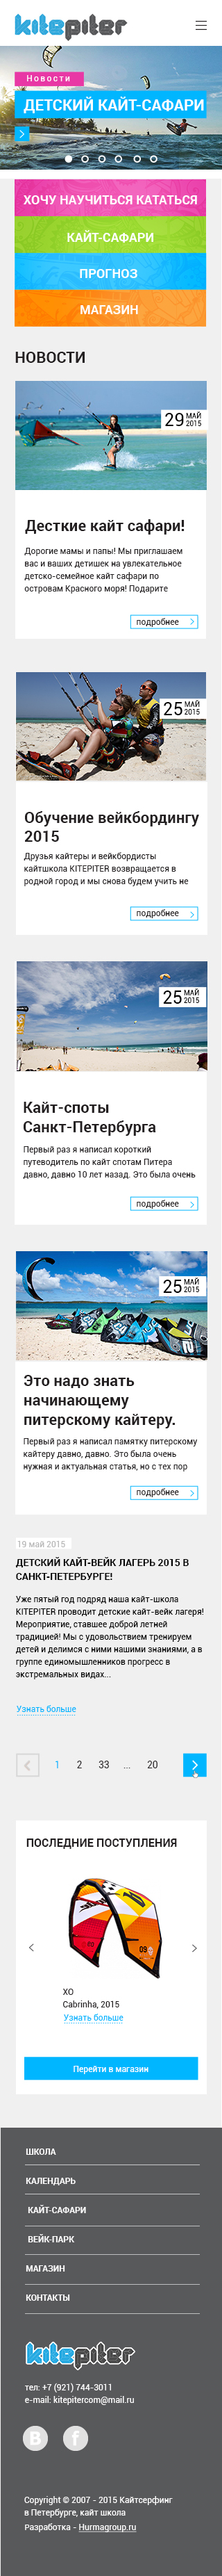 kitepiter
Новости
ДЕТСКИЙ КАЙТ-САФАРИ
ХОЧУ НАУЧИТЬСЯ КАТАТЬСЯ
КАЙТ-САФАРИ
ПРОГНОЗ
МАГАЗИН
НОВОСТИ
29 МАЙ 2015
Десткие кайт сафари!
Дорогие мамы и папы! Мы приглашаем
вас и ваших детишек на увлекательное
детско-семейное кайт сафари по
островам Красного моря! Подарите
подробнее
25 МАЙ 2015
Обучение вейкбордингу
2015
Друзья кайтеры и вейкбордисты
кайтшкола KITEPITER возвращается в
родной город и мы снова будем учить не
подробнее
25 МАЙ 2015
Кайт-споты
Санкт-Петербурга
Первый раз я написал короткий
путеводитель по кайт спотам Питера
давно, давно 10 лет назад. Это была очень
подробнее
25 МАЙ 2015
Это надо знать
начинающему
питерскому кайтеру.
Первый раз я написал памятку питерскому
кайтеру давно, давно. Это была очень
нужная и актуальная статья, но с тех пор
подробнее
19 май 2015
ДЕТСКИЙ КАЙТ-ВЕЙК ЛАГЕРЬ 2015 В
САНКТ-ПЕТЕРБУРГЕ!
Уже пятый год подряд наша кайт-школа
KITEPITER проводит детские кайт-вейк лагеря!
Мероприятие, ставшее доброй летней
традицией! Мы с удовольствием тренируем
детей и делимся с ними нашими знаниями, а в
группе единомышленников прогресс в
экстремальных видах...
Узнать больше
1 2 33 ... 20
ПОСЛЕДНИЕ ПОСТУПЛЕНИЯ
XO
Cabrinha, 2015
Узнать больше
Перейти в магазин
ШКОЛА
КАЛЕНДАРЬ
КАЙТ-САФАРИ
ВЕЙК-ПАРК
МАГАЗИН
КОНТАКТЫ
kitepiter
тел: +7 (921) 744-3011
e-mail: kitepitercom@mail.ru
B f
Copyright © 2007 - 2015 Кайтсерфинг
в Петербурге, кайт школа
Разработка - Hurmagroup.ru